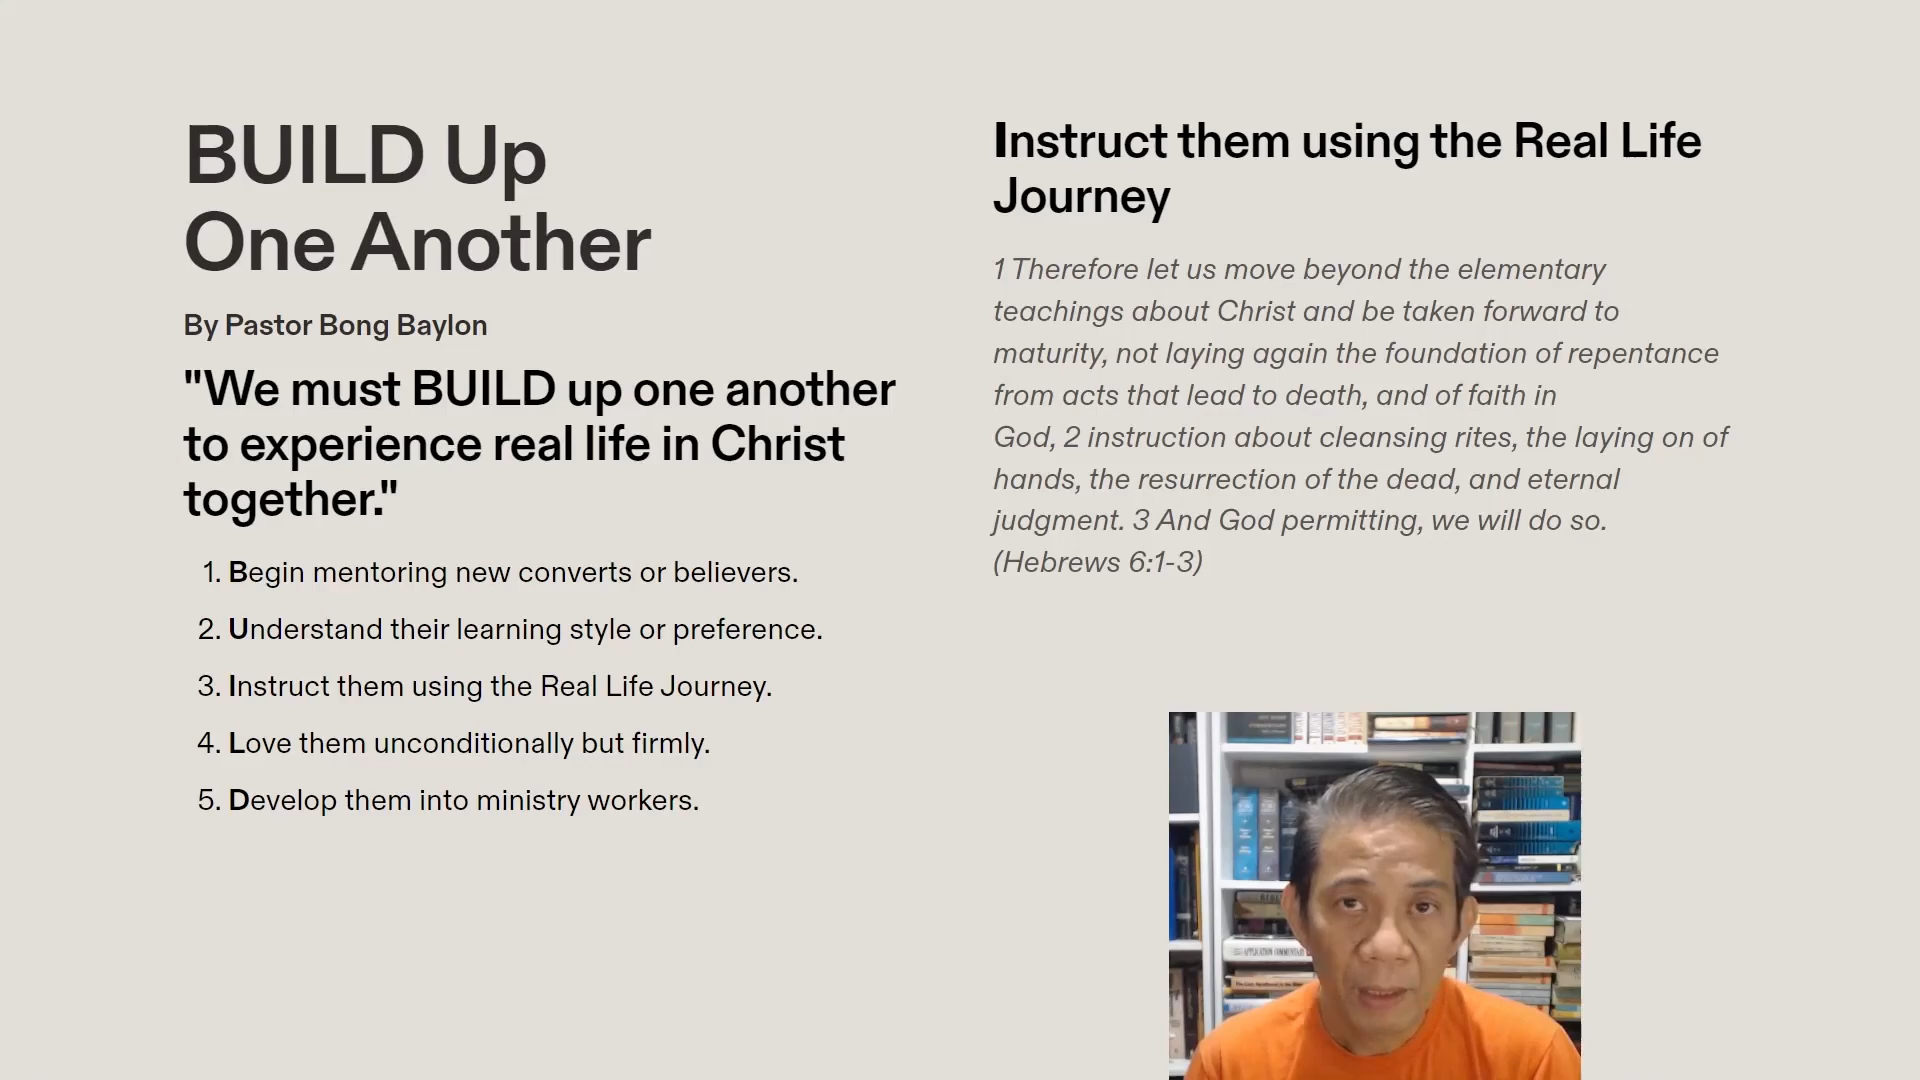 BUILD Up
One Another
By Pastor Bong Baylon
"We must BUILD up one another
to experience real life in Christ
together."
1. Begin mentoring new converts or believers.
2. Understand their learning style or preference.
3. Instruct them using the Real Life Journey.
4. Love them unconditionally but firmly.
5. Develop them into ministry workers.
Instruct them using the Real Life
Journey
1 Therefore let us move beyond the elementary
teachings about Christ and be taken forward to
maturity, not laying again the foundation of repentance
from acts that lead to death, and of faith in
God, 2 instruction about cleansing rites, the laying on of
hands, the resurrection of the dead, and eternal
judgment. 3 And God permitting, we will do so.
(Hebrews 6:1-3)
APPLICATION COMMENTARY